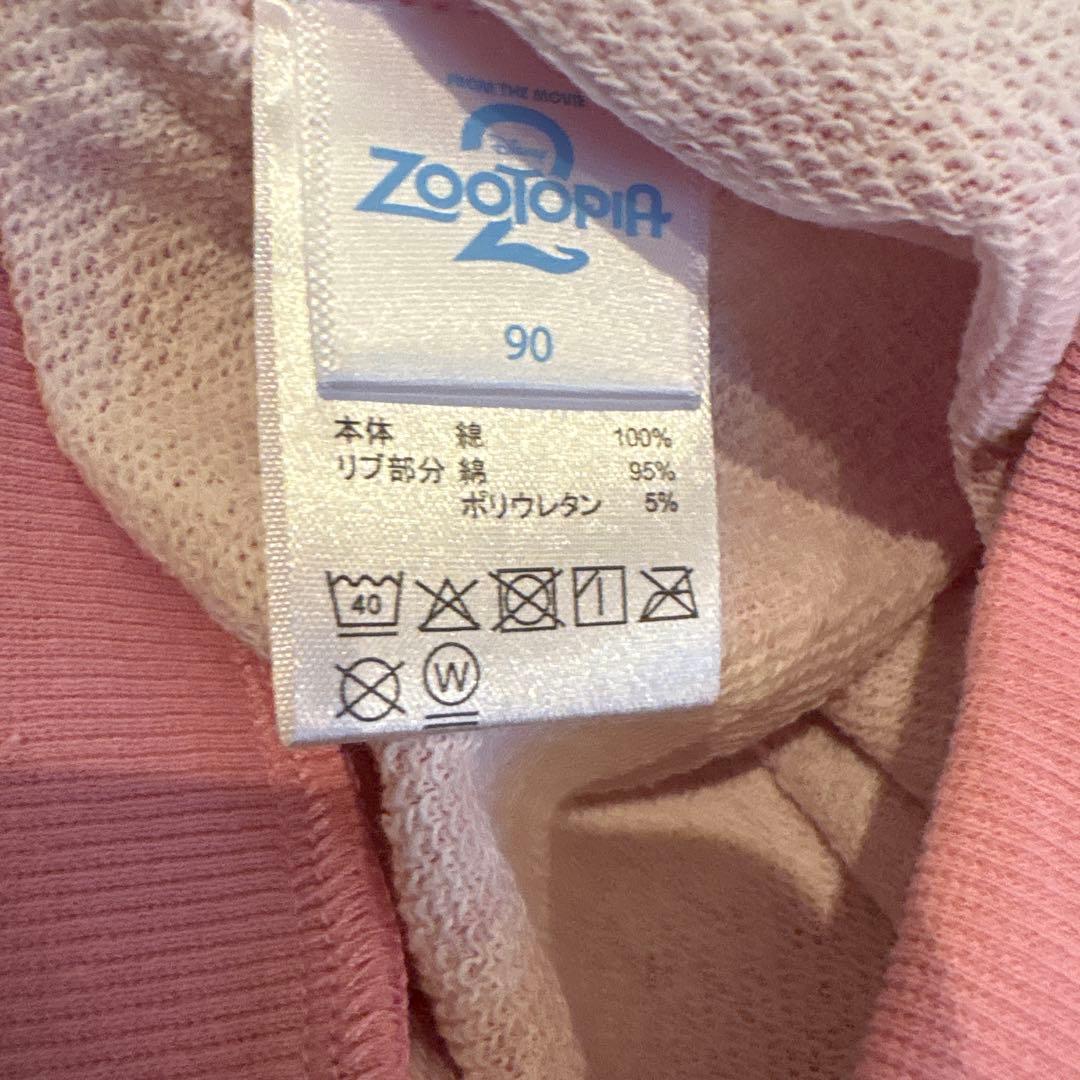 FROM THE MOVIE
Disney
ZOOTOPIA
2
90
本体 綿 100%
リブ部分 綿 95%
ポリウレタン 5%
40
W